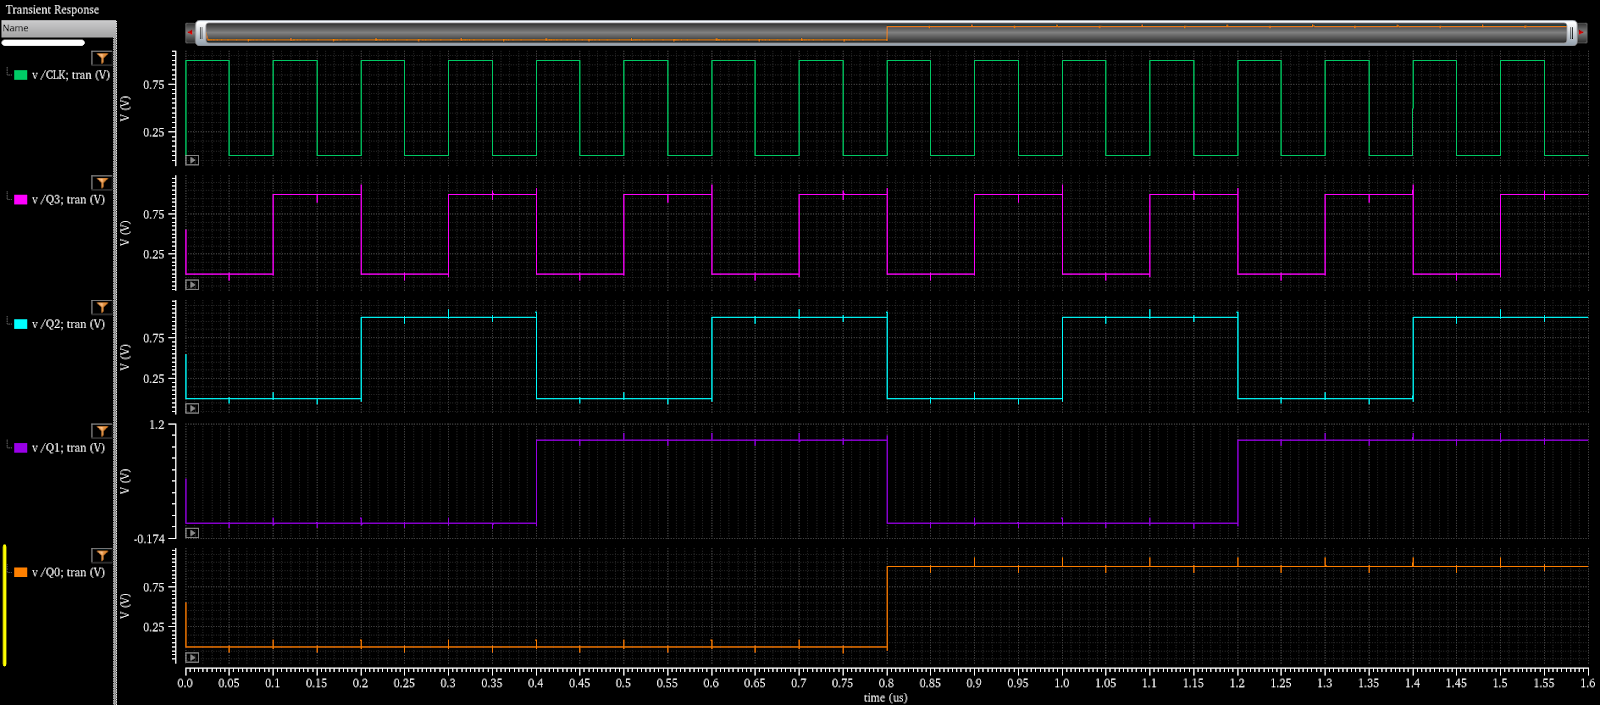 Transient Response
Name
v /CLK; tran (V)
V (V)
0.75
0.25
v /Q3; tran (V)
V (V)
0.75
0.25
v /Q2; tran (V)
V (V)
0.75
0.25
v /Q1; tran (V)
V (V)
1.2
-0.174
v /Q0; tran (V)
V (V)
0.75
0.25
0.0 0.05 0.1 0.15 0.2 0.25 0.3 0.35 0.4 0.45 0.5 0.55 0.6 0.65 0.7 0.75 0.8 0.85 0.9 0.95 1.0 1.05 1.1 1.15 1.2 1.25 1.3 1.35 1.4 1.45 1.5 1.55 1.6
time (us)